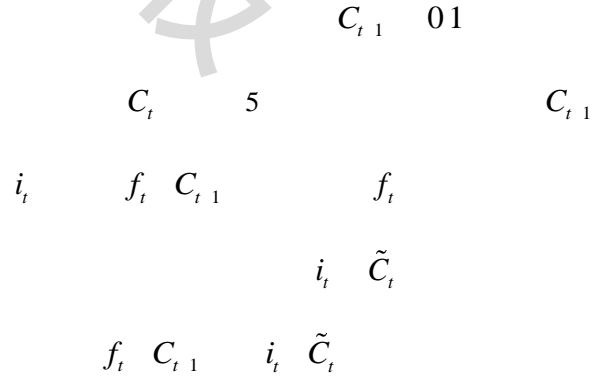 C_{t 1} 0 1
C_t 5 C_{t 1}
i_t f_t C_{t 1} f_t
i_t C̃_t
f_t C_{t 1} i_t C̃_t